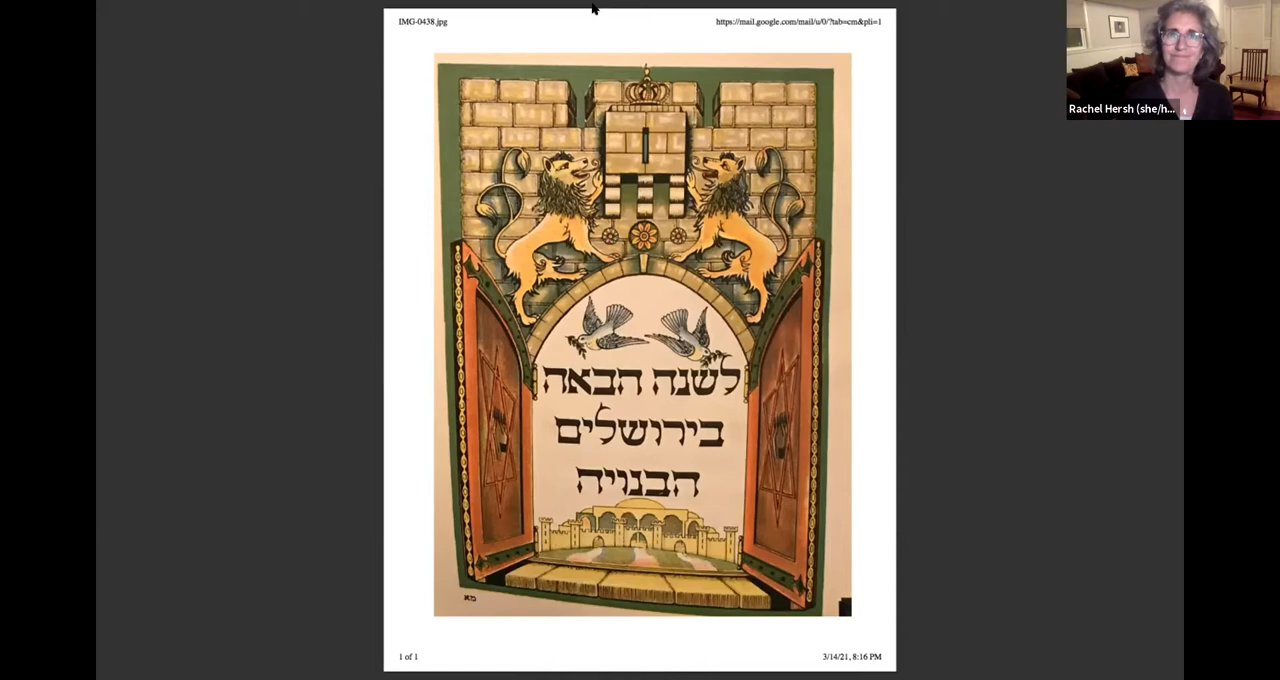 IMG-0438.jpg
https://mail.google.com/mail/u/0/?tab=cm&pli=1
Rachel Hersh (she/h...
לשנה הבאה
בירושלים
הבנויה
מא
1 of 1
3/14/21, 8:16 PM